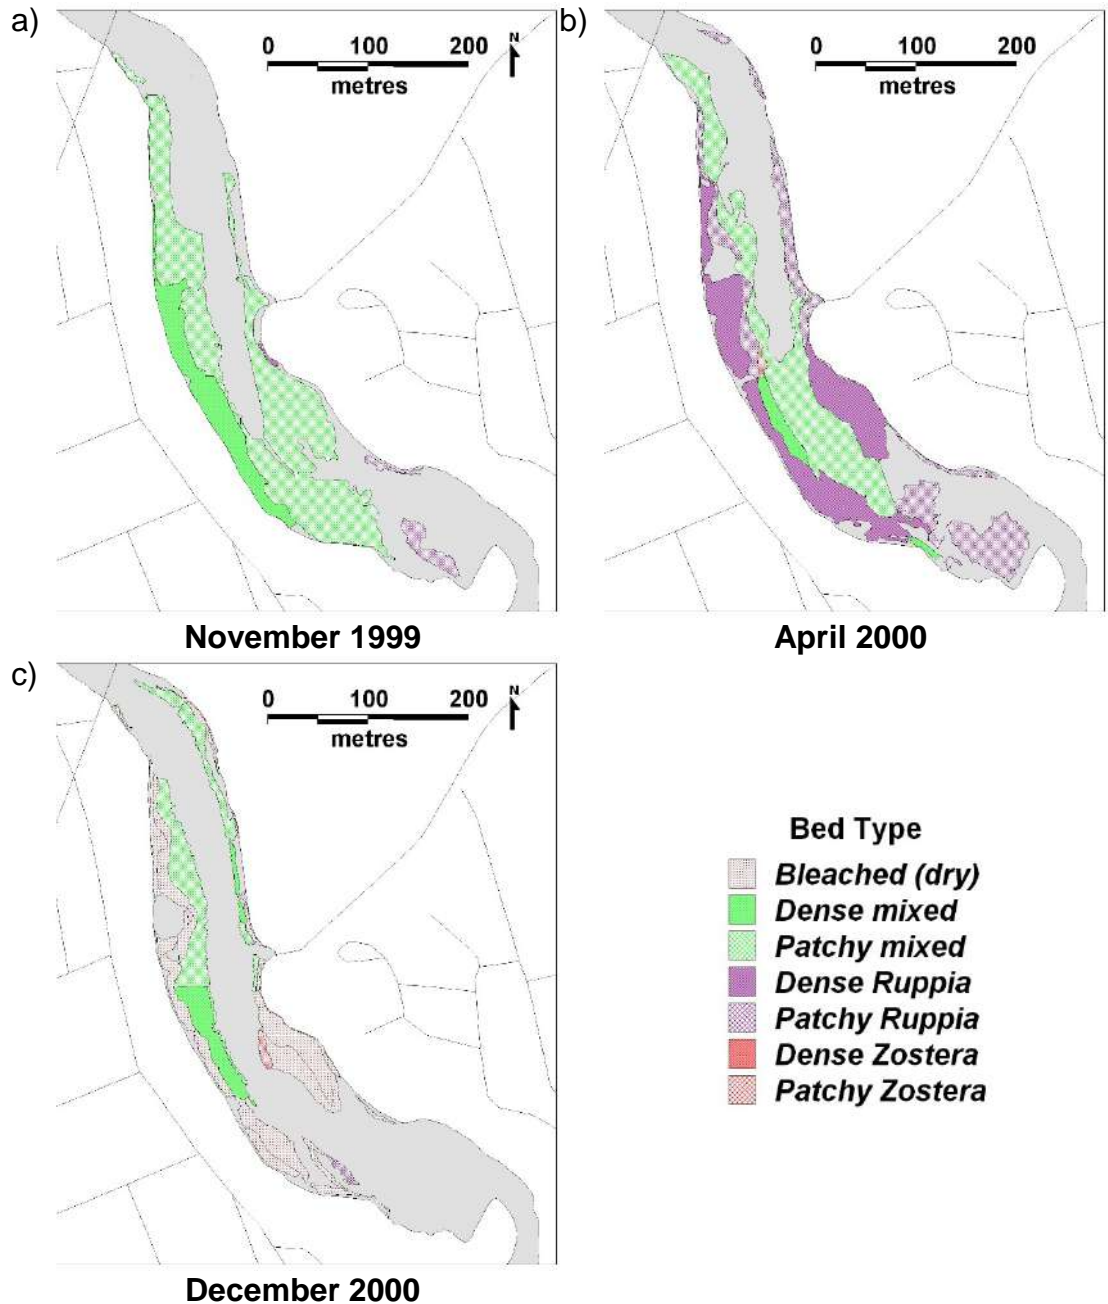 a)
0 100 200
N
metres
November 1999
b)
0 100 200
N
metres
April 2000
c)
0 100 200
N
metres
December 2000
Bed Type
Bleached (dry)
Dense mixed
Patchy mixed
Dense Ruppia
Patchy Ruppia
Dense Zostera
Patchy Zostera